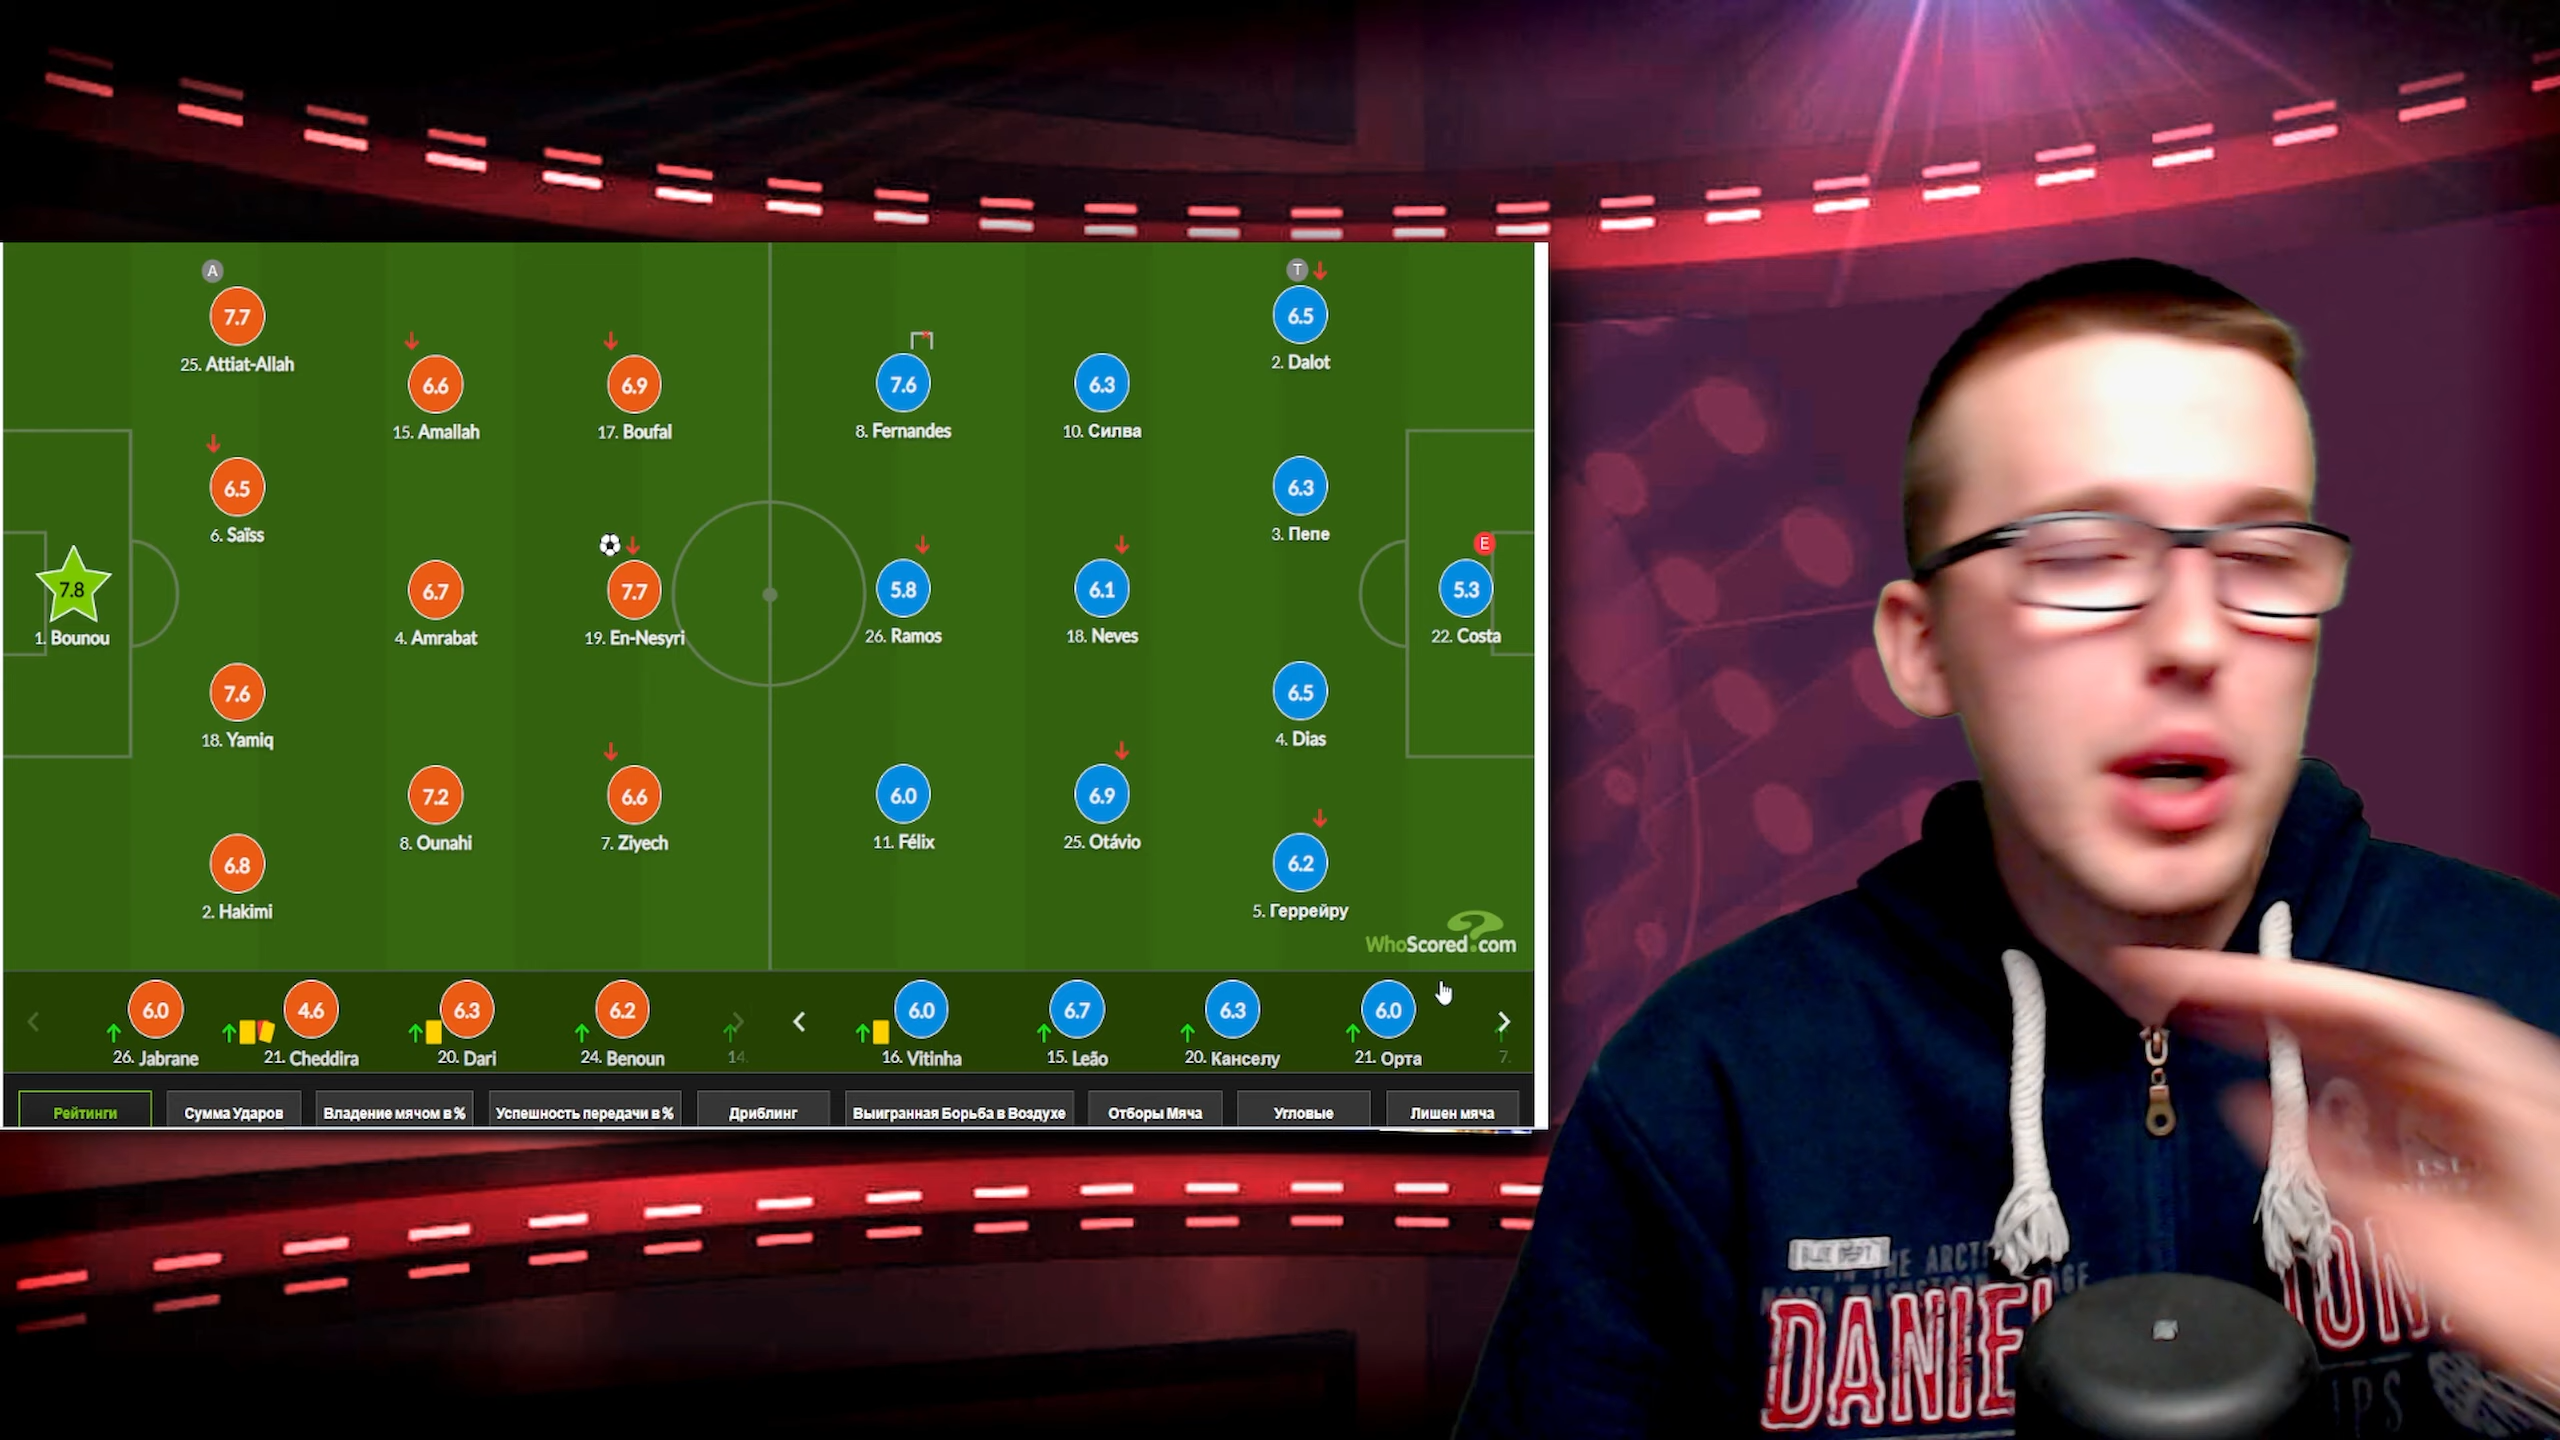 A
T
7.7
6.5
25. Attiat-Allah
2. Dalot
6.6
6.9
7.6
6.3
15. Amallah
17. Boufal
8. Fernandes
10. Силва
6.5
6.3
6. Saïss
3. Пепе
E
7.8
6.7
7.7
5.8
6.1
5.3
1. Bounou
4. Amrabat
19. En-Nesyri
26. Ramos
18. Neves
22. Costa
7.6
6.5
18. Yamiq
4. Dias
7.2
6.6
6.0
6.9
8. Ounahi
7. Ziyech
11. Félix
25. Otávio
6.8
6.2
2. Hakimi
5. Геррейру
WhoScored.com
6.0
4.6
6.3
6.2
6.0
6.7
6.3
6.0
26. Jabrane
21. Cheddira
20. Dari
24. Benoun
14.
16. Vitinha
15. Leão
20. Канселу
21. Орта
7.
Рейтинги
Сумма Ударов
Владение мячом в %
Успешность передачи в %
Дриблинг
Выигранная Борьба в Воздухе
Отборы Мяча
Угловые
Лишен мяча
THE ARCTI
DANIE